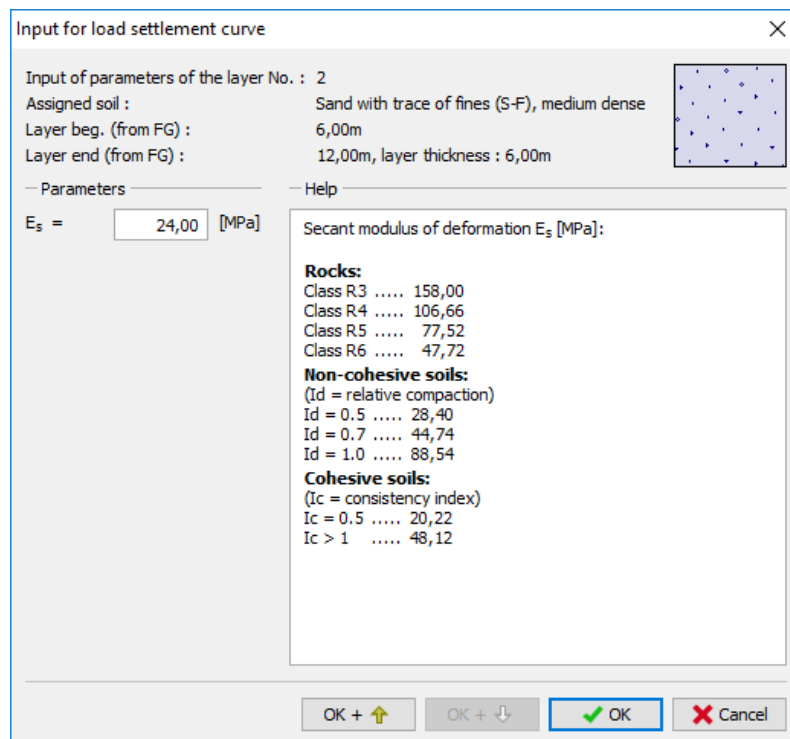 Input for load settlement curve
Input of parameters of the layer No. : 2
Assigned soil : Sand with trace of fines (S-F), medium dense
Layer beg. (from FG) : 6,00m
Layer end (from FG) : 12,00m, layer thickness : 6,00m
Parameters
Eₛ = 24,00 [MPa]
Help
Secant modulus of deformation Eₛ [MPa]:
Rocks:
Class R3 ..... 158,00
Class R4 ..... 106,66
Class R5 ..... 77,52
Class R6 ..... 47,72
Non-cohesive soils:
(Id = relative compaction)
Id = 0.5 ..... 28,40
Id = 0.7 ..... 44,74
Id = 1.0 ..... 88,54
Cohesive soils:
(Ic = consistency index)
Ic = 0.5 ..... 20,22
Ic > 1 ..... 48,12
OK + OK + OK Cancel